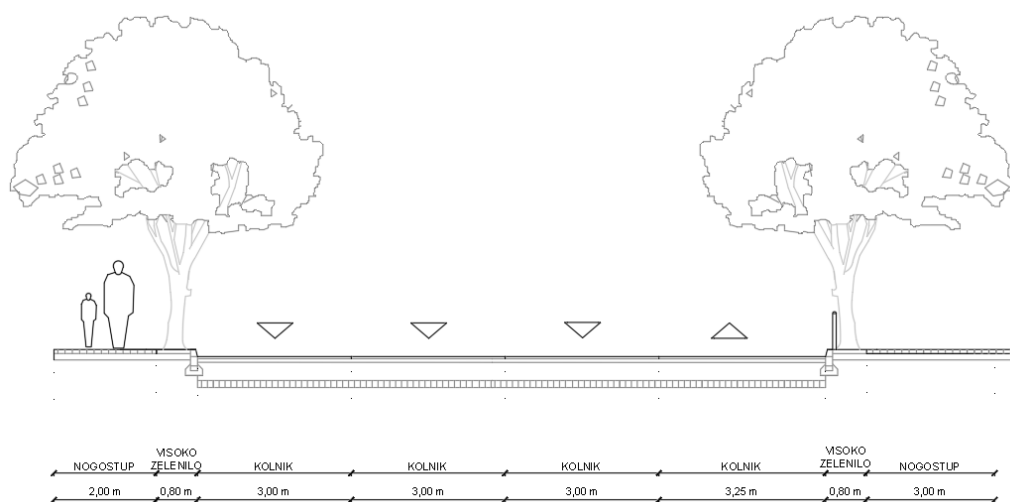 NOGOSTUP VISOKO ZELENILO KOLNIK KOLNIK KOLNIK KOLNIK VISOKO ZELENILO NOGOSTUP
2,00 m 0,80 m 3,00 m 3,00 m 3,00 m 3,25 m 0,80 m 3,00 m